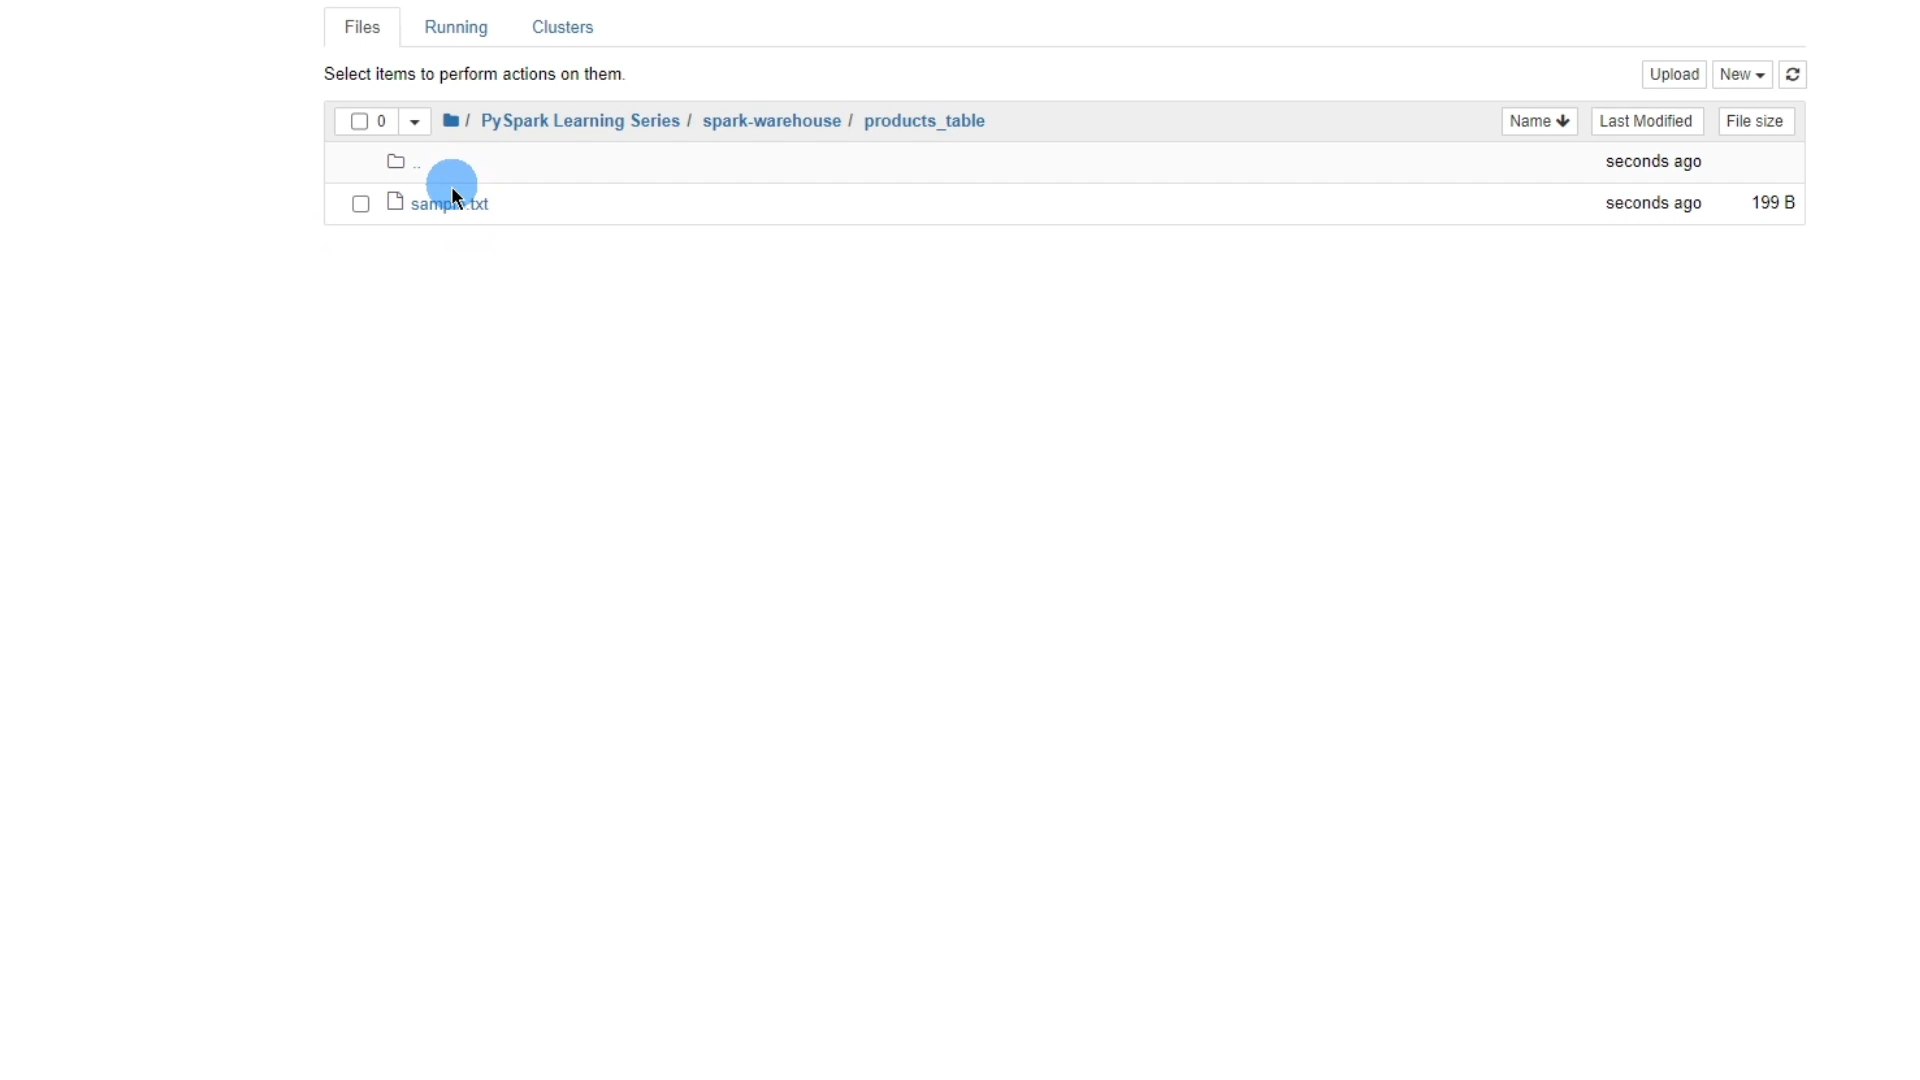 Files Running Clusters
Select items to perform actions on them. Upload New
0 / PySpark Learning Series / spark-warehouse / products_table Name Last Modified File size
.. seconds ago
sample.txt seconds ago 199 B